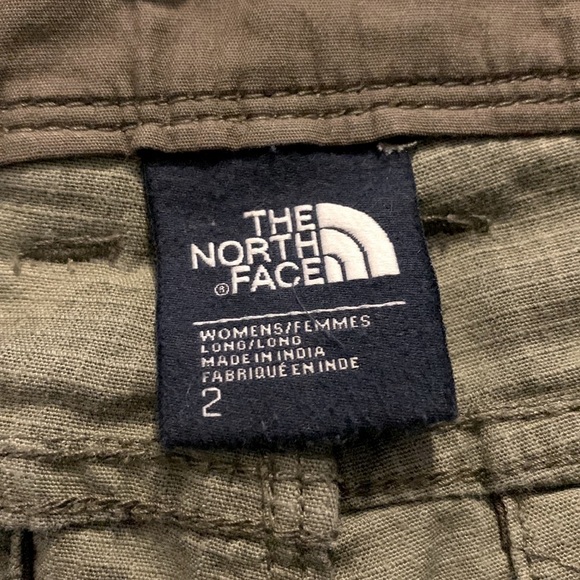 THE
NORTH
FACE
®
WOMENS/FEMMES
LONG/LONG
MADE IN INDIA
FABRIQUÉ EN INDE
2